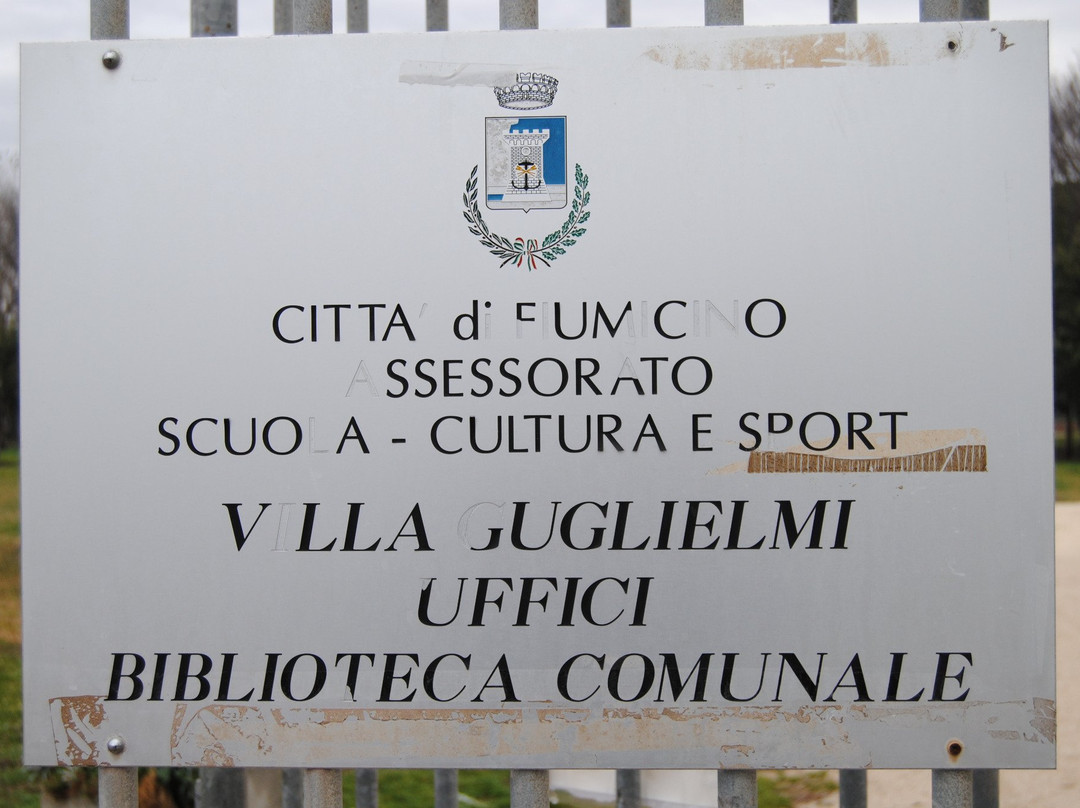 CITTA' di FIUMICINO
ASSESSORATO
SCUOLA - CULTURA E SPORT
VILLA GUGLIELMI
UFFICI
BIBLIOTECA COMUNALE